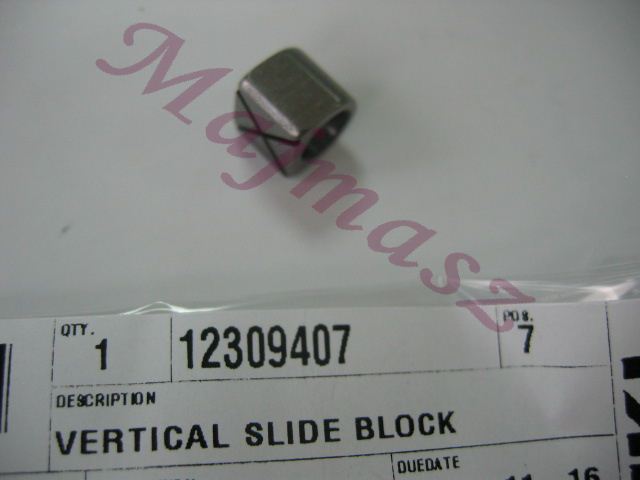 Majmasz
QTY. POS.
1 12309407 7
DESCRIPTION
VERTICAL SLIDE BLOCK
DUEDATE